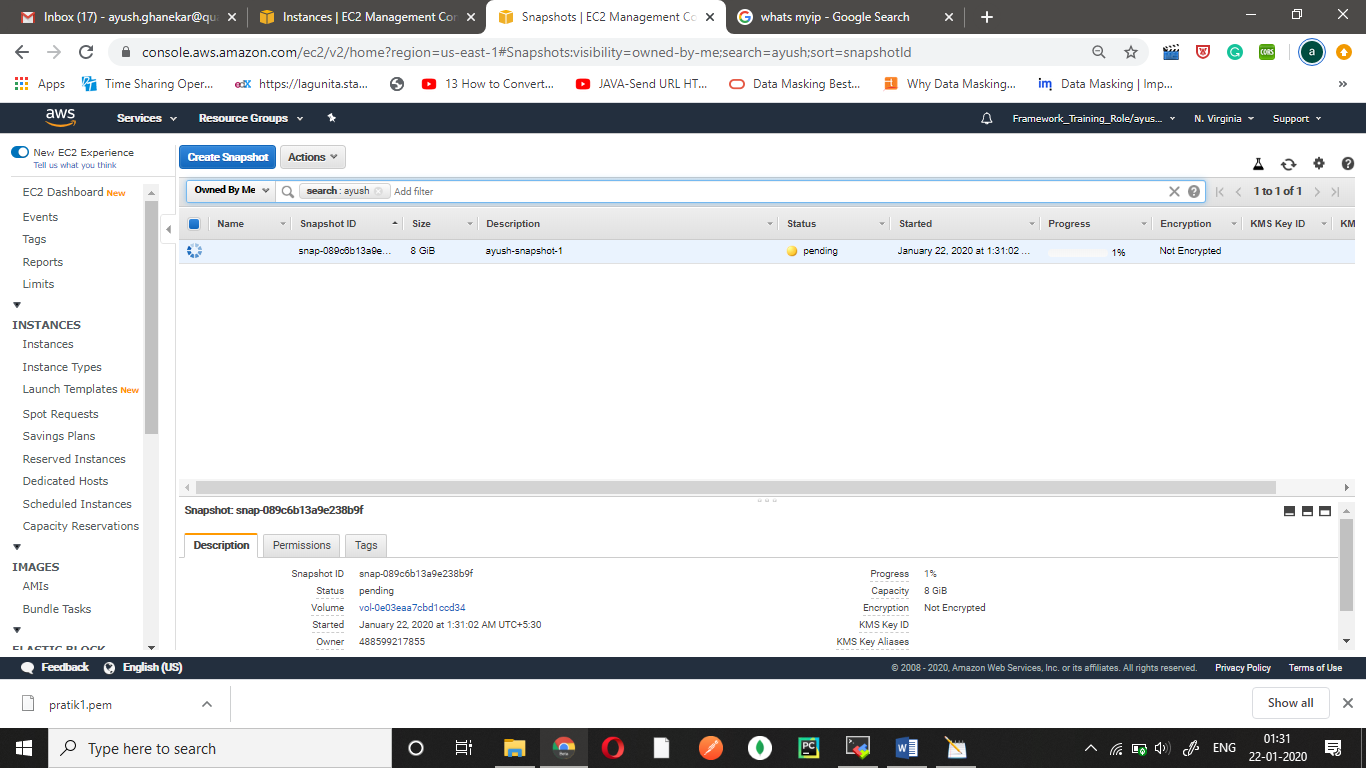 Inbox (17) - ayush.ghanekar@qua
Instances | EC2 Management Con
Snapshots | EC2 Management Co
whats myip - Google Search
console.aws.amazon.com/ec2/v2/home?region=us-east-1#Snapshots:visibility=owned-by-me;search=ayush;sort=snapshotId
CORS
a
Apps
Time Sharing Oper...
edX
https://lagunita.sta...
13 How to Convert...
JAVA-Send URL HT...
Data Masking Best...
Why Data Masking...
im
Data Masking | Imp...
aws
Services
Resource Groups
Framework_Training_Role/ayus...
N. Virginia
Support
New EC2 Experience
Tell us what you think
EC2 Dashboard New
Events
Tags
Reports
Limits
INSTANCES
Instances
Instance Types
Launch Templates New
Spot Requests
Savings Plans
Reserved Instances
Dedicated Hosts
Scheduled Instances
Capacity Reservations
IMAGES
AMIs
Bundle Tasks
ELASTIC BLOCK
Create Snapshot
Actions
Owned By Me
search : ayush
Add filter
1 to 1 of 1
Name Snapshot ID Size Description Status Started Progress Encryption KMS Key ID KM
snap-089c6b13a9e... 8 GiB ayush-snapshot-1 pending January 22, 2020 at 1:31:02 ... 1% Not Encrypted
Snapshot: snap-089c6b13a9e238b9f
Description Permissions Tags
Snapshot ID snap-089c6b13a9e238b9f
Status pending
Volume vol-0e03eaa7cbd1ccd34
Started January 22, 2020 at 1:31:02 AM UTC+5:30
Owner 488599217855
Progress 1%
Capacity 8 GiB
Encryption Not Encrypted
KMS Key ID
KMS Key Aliases
Feedback
English (US)
© 2008 - 2020, Amazon Web Services, Inc. or its affiliates. All rights reserved.
Privacy Policy
Terms of Use
pratik1.pem
Show all
Type here to search
PC
W
ENG
01:31
22-01-2020